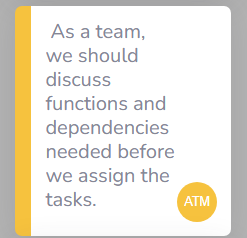 As a team,
we should
discuss
functions and
dependencies
needed before
we assign the
tasks.
ATM